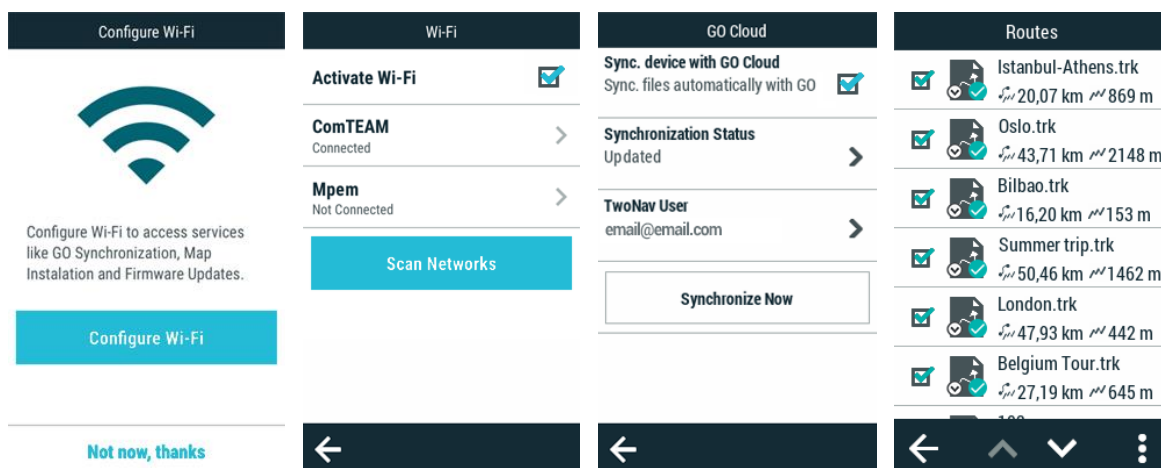 Configure Wi-Fi
Configure Wi-Fi to access services
like GO Synchronization, Map
Instalation and Firmware Updates.
Configure Wi-Fi
Not now, thanks
Wi-Fi
Activate Wi-Fi
ComTEAM
Connected
Mpem
Not Connected
Scan Networks
GO Cloud
Sync. device with GO Cloud
Sync. files automatically with GO
Synchronization Status
Updated
TwoNav User
email@email.com
Synchronize Now
Routes
Istanbul-Athens.trk
20,07 km 869 m
Oslo.trk
43,71 km 2148 m
Bilbao.trk
16,20 km 153 m
Summer trip.trk
50,46 km 1462 m
London.trk
47,93 km 442 m
Belgium Tour.trk
27,19 km 645 m